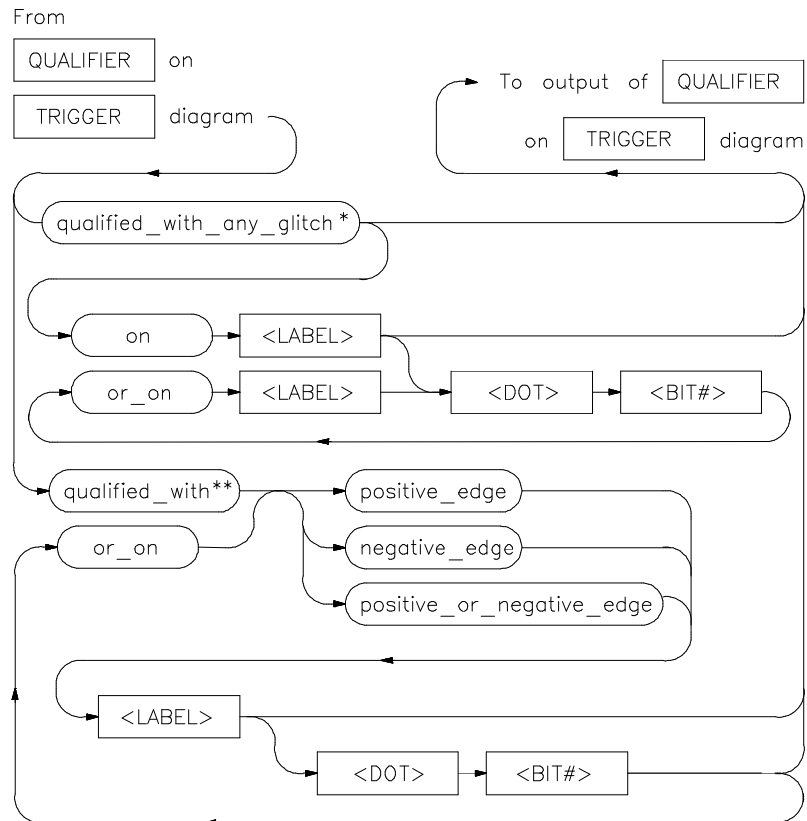 From
QUALIFIER on
TRIGGER diagram
To output of QUALIFIER
on TRIGGER diagram
qualified_with_any_glitch*
on <LABEL>
or_on <LABEL> <DOT> <BIT#>
qualified_with** positive_edge
or_on negative_edge
positive_or_negative_edge
<LABEL>
<DOT> <BIT#>